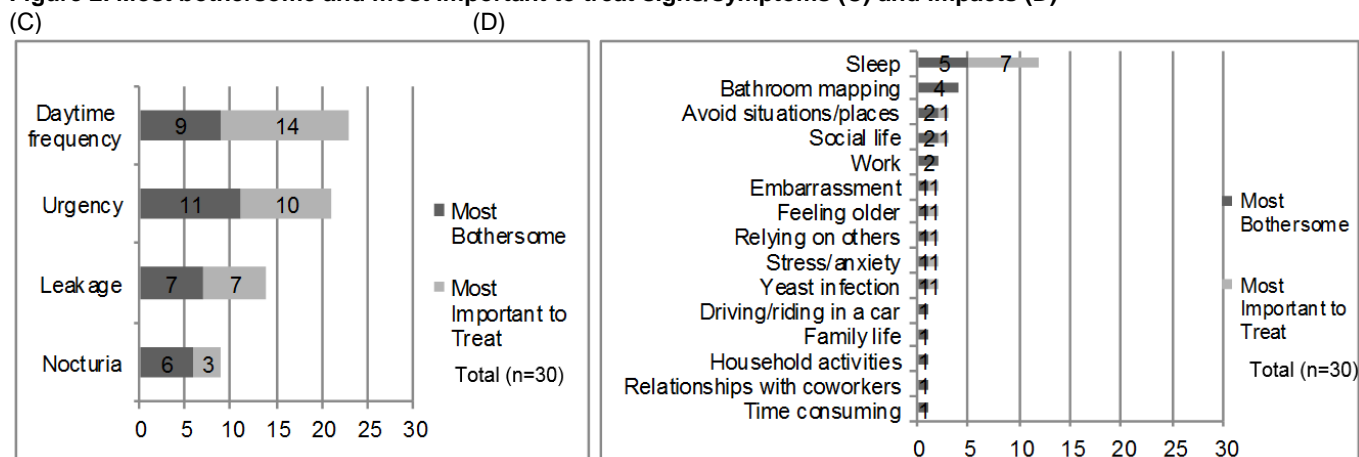 Figure 2. Most bothersome and most important to treat signs/symptoms (C) and impacts (D)
(C) (D)
Daytime
frequency
9 14
Urgency
11 10
Leakage
7 7
Nocturia
6 3
Most
Bothersome
Most
Important to
Treat
Total (n=30)
0 5 10 15 20 25 30
Sleep 5 7
Bathroom mapping 4
Avoid situations/places 2 1
Social life 2 1
Work 2
Embarrassment 1 1
Feeling older 1 1
Relying on others 1 1
Stress/anxiety 1 1
Yeast infection 1 1
Driving/riding in a car 1
Family life 1
Household activities 1
Relationships with coworkers 1
Time consuming 1
Most
Bothersome
Most
Important to
Treat
Total (n=30)
0 5 10 15 20 25 30